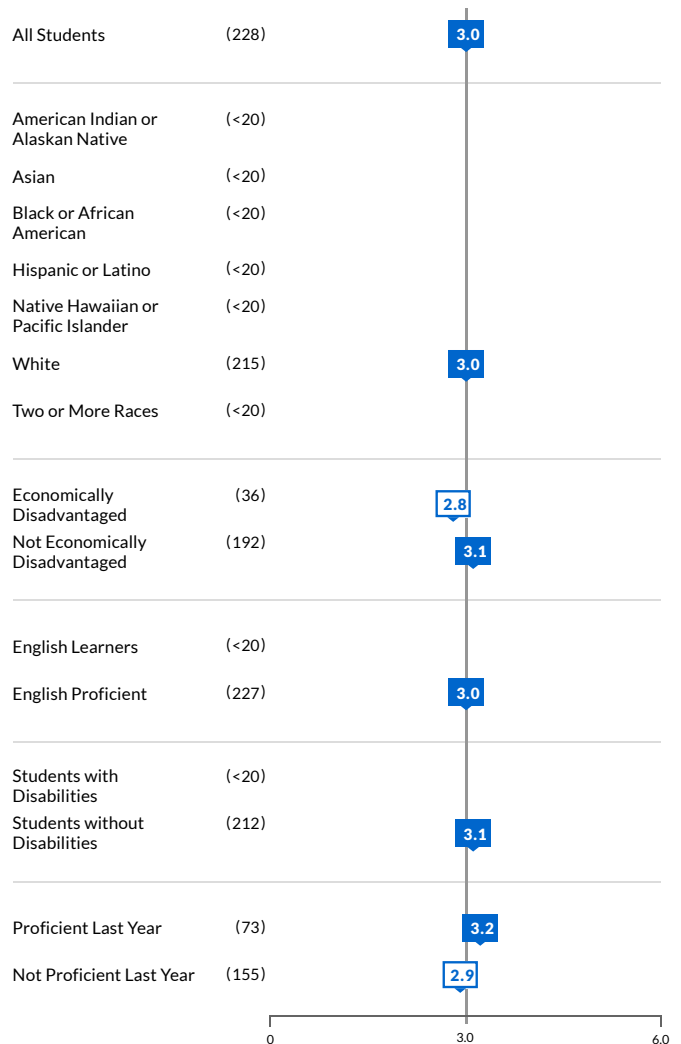 All Students (228) 3.0
American Indian or (<20)
Alaskan Native
Asian (<20)
Black or African (<20)
American
Hispanic or Latino (<20)
Native Hawaiian or (<20)
Pacific Islander
White (215) 3.0
Two or More Races (<20)
Economically (36) 2.8
Disadvantaged
Not Economically (192) 3.1
Disadvantaged
English Learners (<20)
English Proficient (227) 3.0
Students with (<20)
Disabilities
Students without (212) 3.1
Disabilities
Proficient Last Year (73) 3.2
Not Proficient Last Year (155) 2.9
0 3.0 6.0